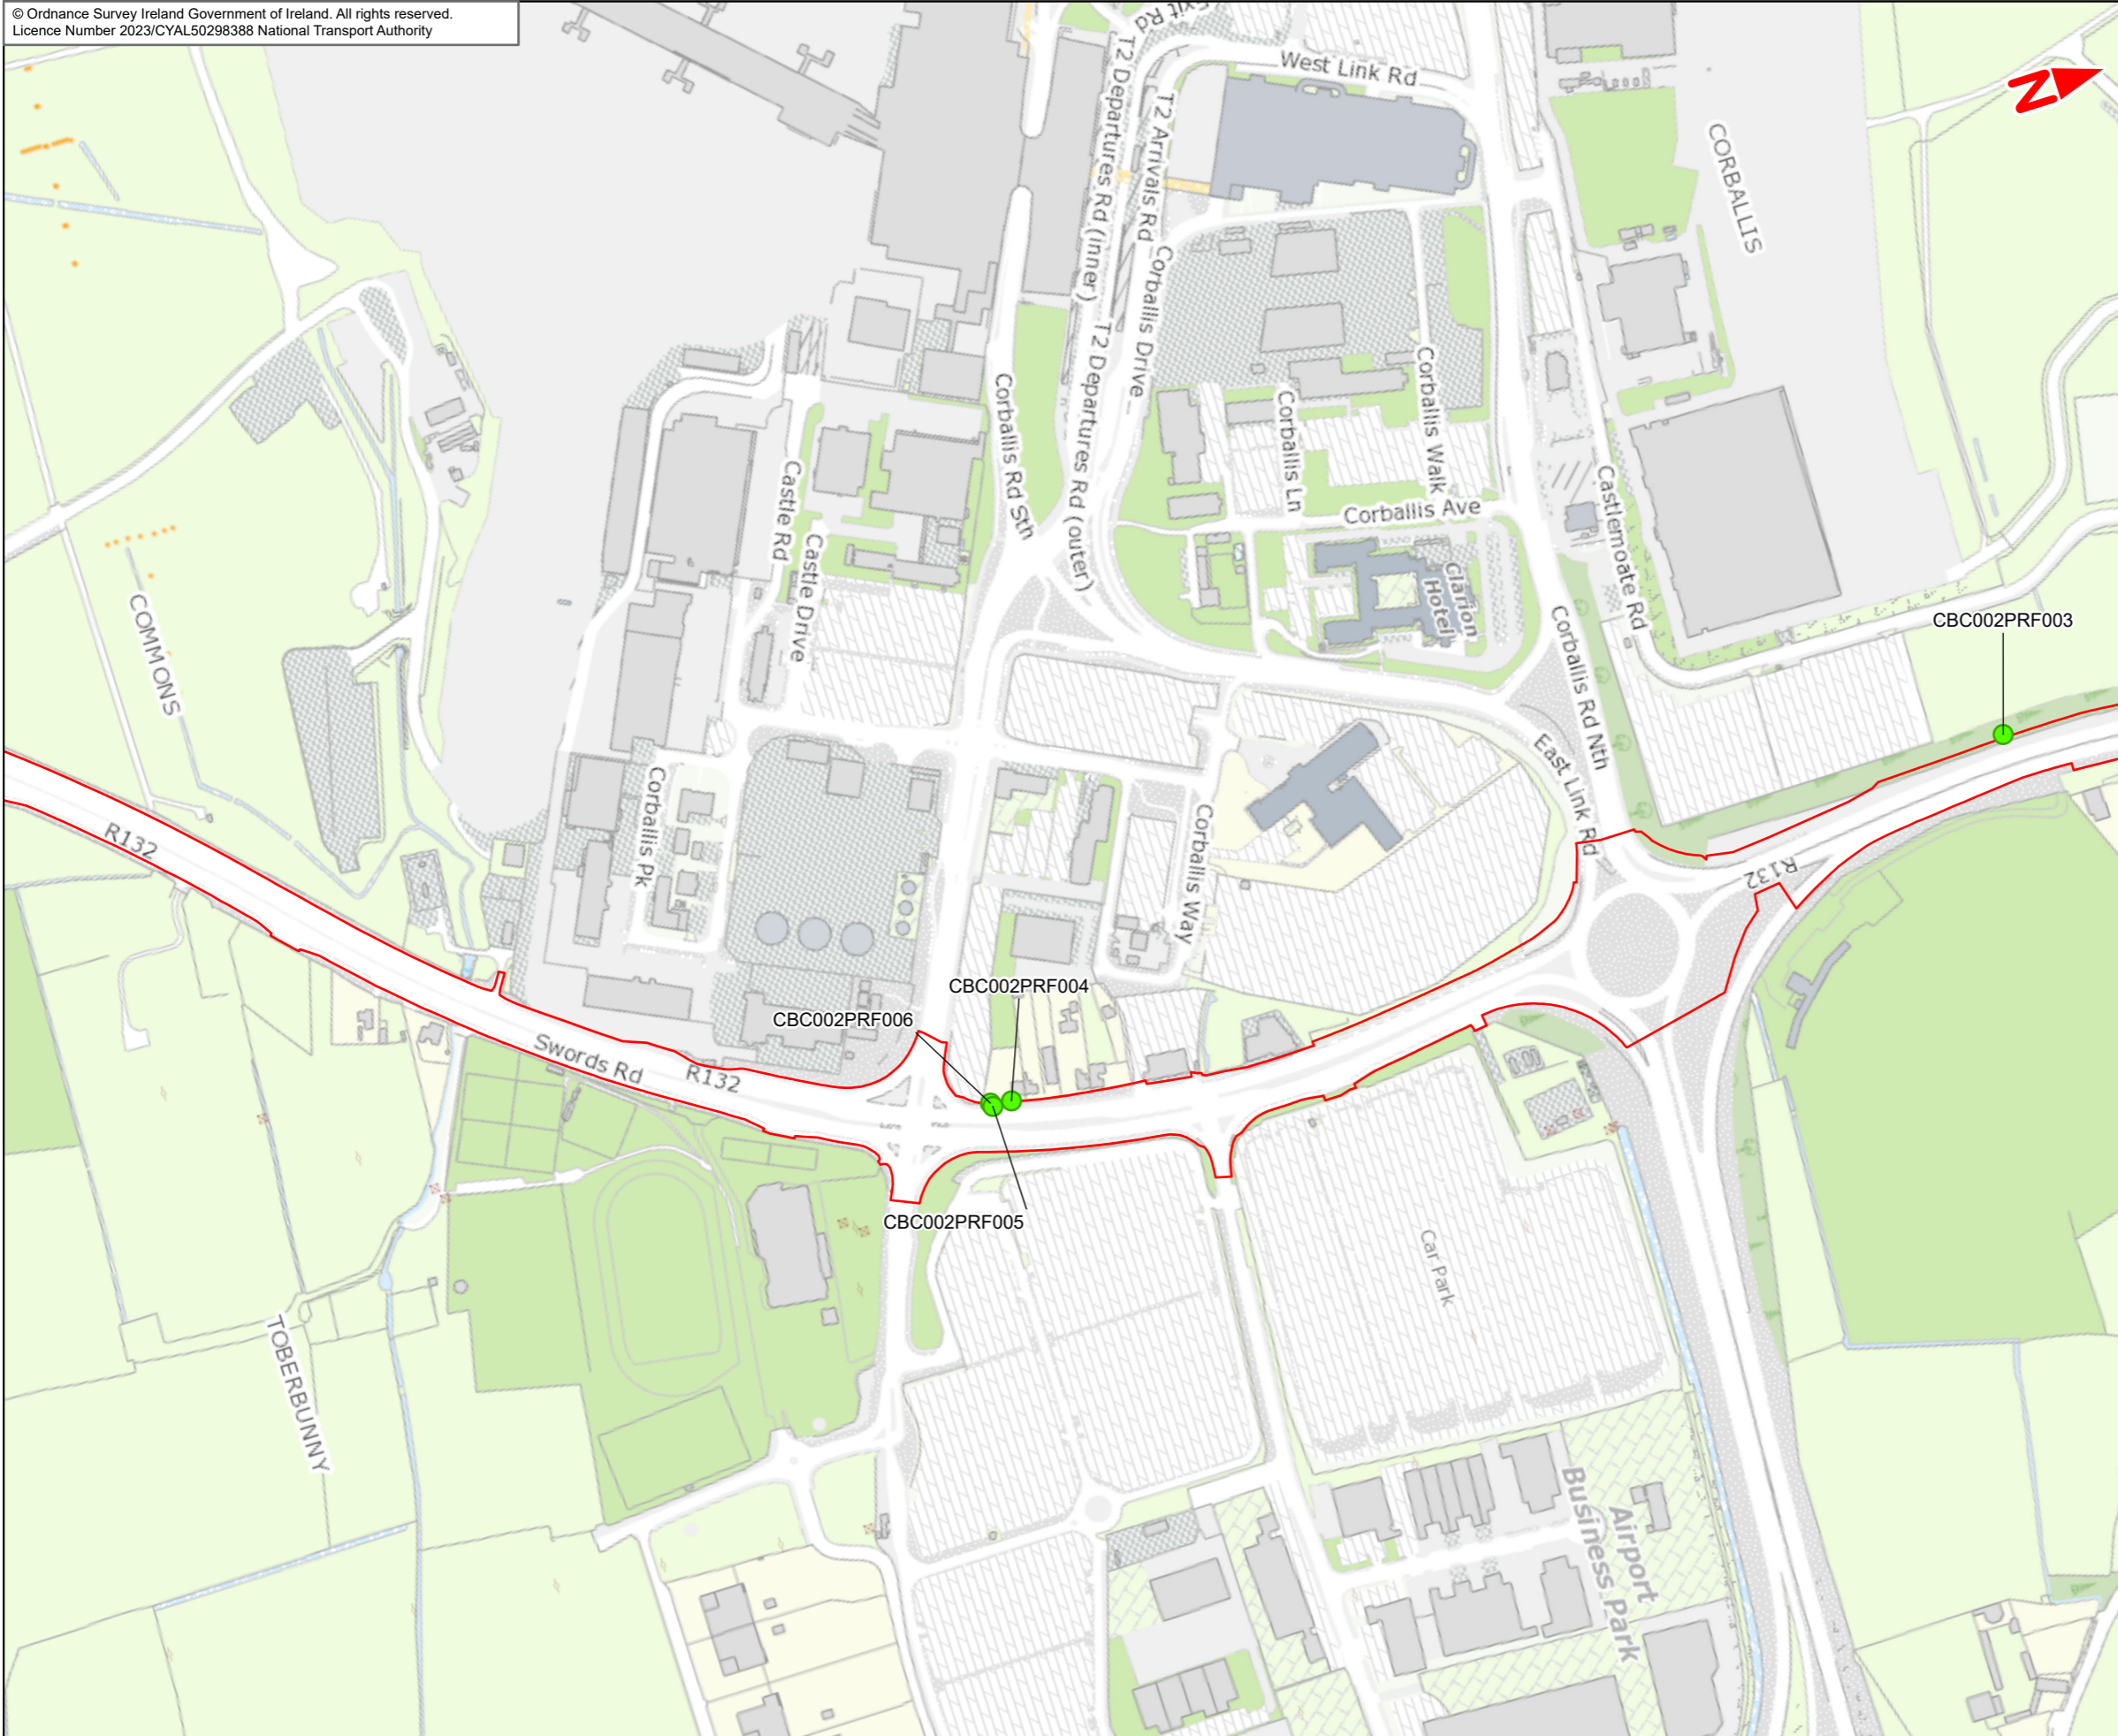 © Ordnance Survey Ireland Government of Ireland. All rights reserved.
Licence Number 2023/CYAL50298388 National Transport Authority
Exit Rd
West Link Rd
N
T2 Departures Rd (inner)
T2 Arrivals Rd
CORBALLIS
Corballis Drive
T2 Departures Rd (outer)
Corballis Rd Sth
Corballis Ln
Corballis Walk
Castle Rd
Castlemoate Rd
Corballis Ave
Castle Drive
Clarion
Hotel
COMMONS
Corballis Rd Nth
CBC002PRF003
East Link Rd
Corballis Pk
Corballis Way
R132
R132
CBC002PRF004
CBC002PRF006
Swords Rd
R132
CBC002PRF005
Car Park
TOBERBUNNY
Airport
Business Park